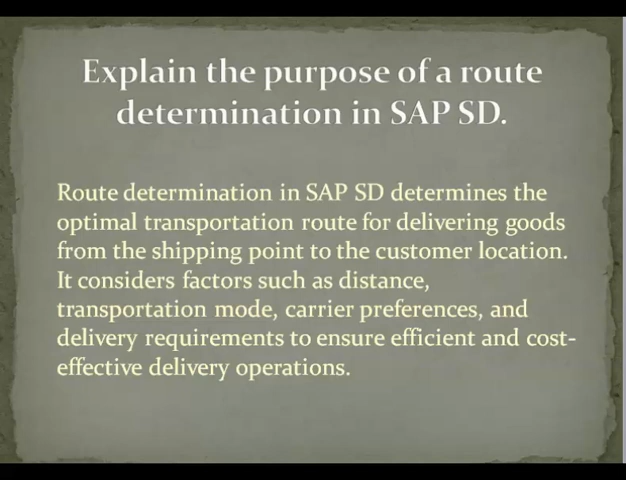 Explain the purpose of a route
determination in SAP SD.
Route determination in SAP SD determines the
optimal transportation route for delivering goods
from the shipping point to the customer location.
It considers factors such as distance,
transportation mode, carrier preferences, and
delivery requirements to ensure efficient and cost-
effective delivery operations.